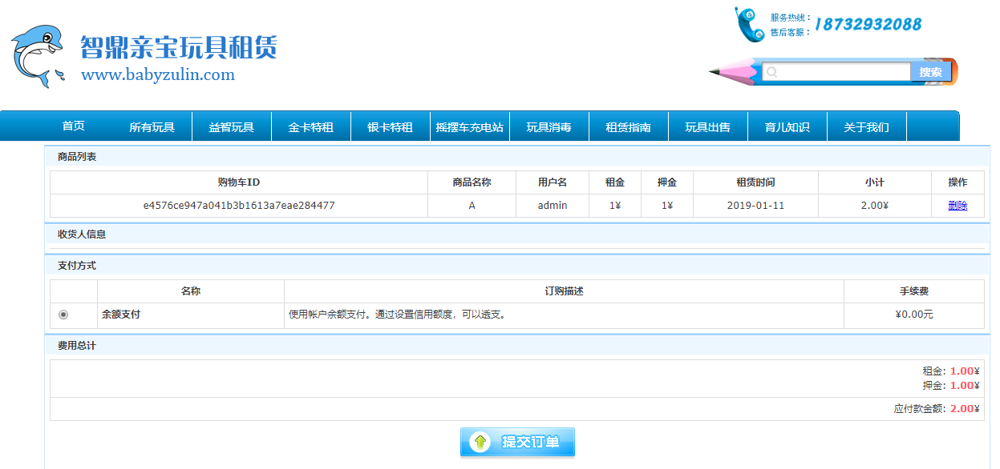 服务热线：
售后客服：
18732932088
智鼎亲宝玩具租赁
www.babyzulin.com
搜索
首页 所有玩具 益智玩具 金卡特租 银卡特租 摇摆车充电站 玩具消毒 租赁指南 玩具出售 育儿知识 关于我们
商品列表
购物车ID 商品名称 用户名 租金 押金 租赁时间 小计 操作
e4576ce947a041b3b1613a7eae284477 A admin 1¥ 1¥ 2019-01-11 2.00¥ 删除
收货人信息
支付方式
名称 订购描述 手续费
余额支付 使用帐户余额支付。通过设置信用额度，可以透支。 ¥0.00元
费用总计
租金: 1.00¥
押金: 1.00¥
应付款金额: 2.00¥
提交订单